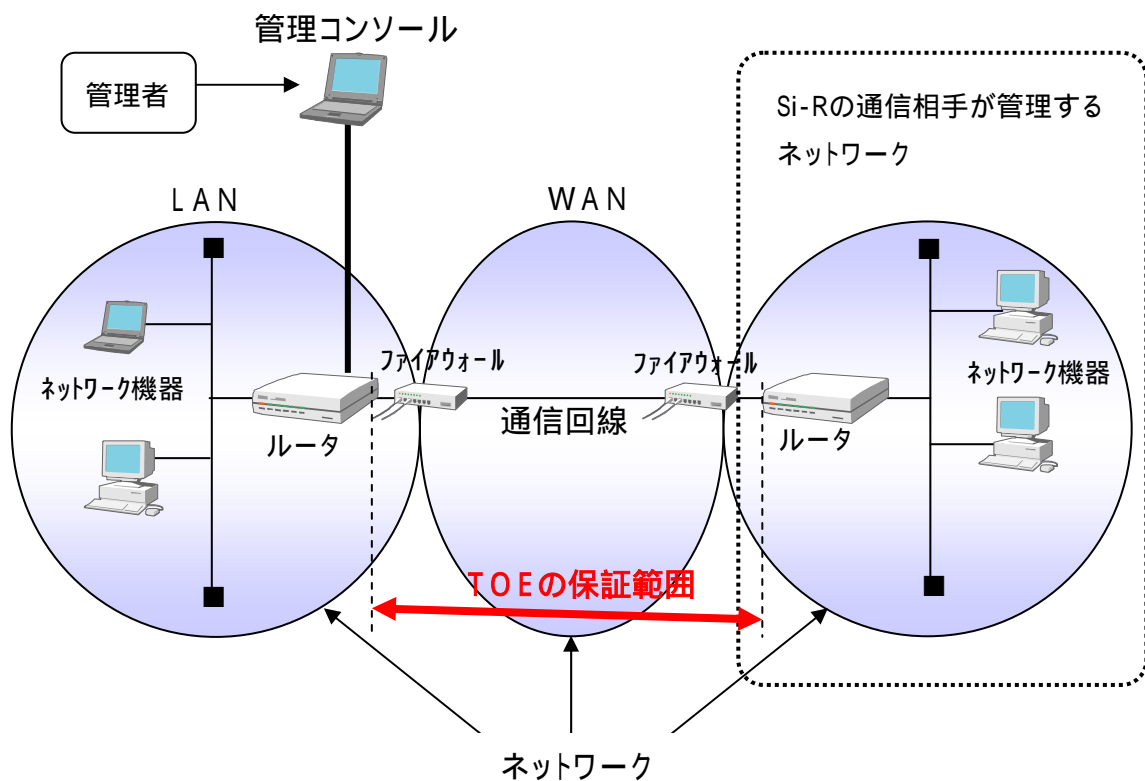 管理コンソール
管理者
Si-Rの通信相手が管理する
ネットワーク
LAN
WAN
ファイアウォール
ファイアウォール
ネットワーク機器
ネットワーク機器
通信回線
ルータ
ルータ
TOEの保証範囲
ネットワーク